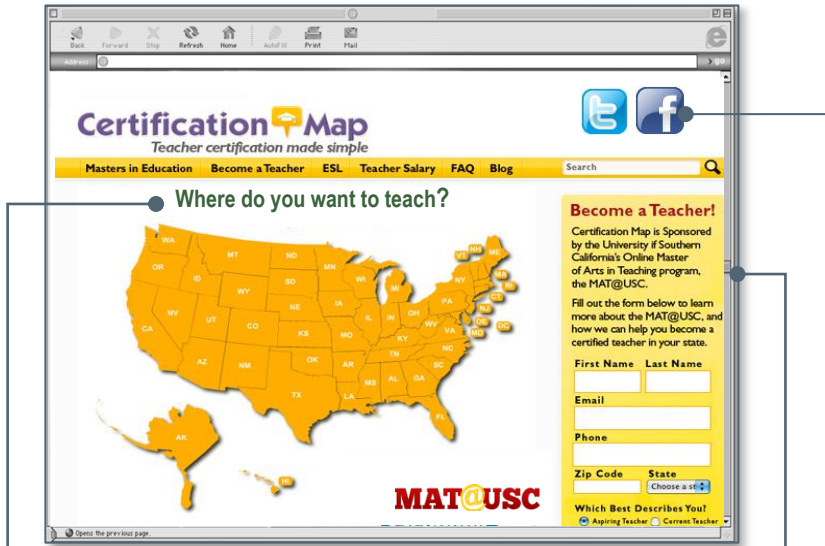 Back Forward Stop Refresh Home AutoFill Print Mail
Address go
Certification Map
Teacher certification made simple
Masters in Education Become a Teacher ESL Teacher Salary FAQ Blog Search
Where do you want to teach?
WA MT ND MN OR ID SD WI MI NY VT NH ME
WY IA PA MA RI CT NJ
NV UT CO NE IL IN OH WV VA DE MD DC
CA KS MO KY NC
AZ NM OK AR TN SC
TX LA MS AL GA
FL
AK
HI
MAT@USC
Become a Teacher!
Certification Map is Sponsored
by the University if Southern
California's Online Master
of Arts in Teaching program,
the MAT@USC.
Fill out the form below to learn
more about the MAT@USC, and
how we can help you become a
certified teacher in your state.
First Name Last Name
Email
Phone
Zip Code State
Choose a st
Which Best Describes You?
Aspiring Teacher Current Teacher
Opens the previous page.